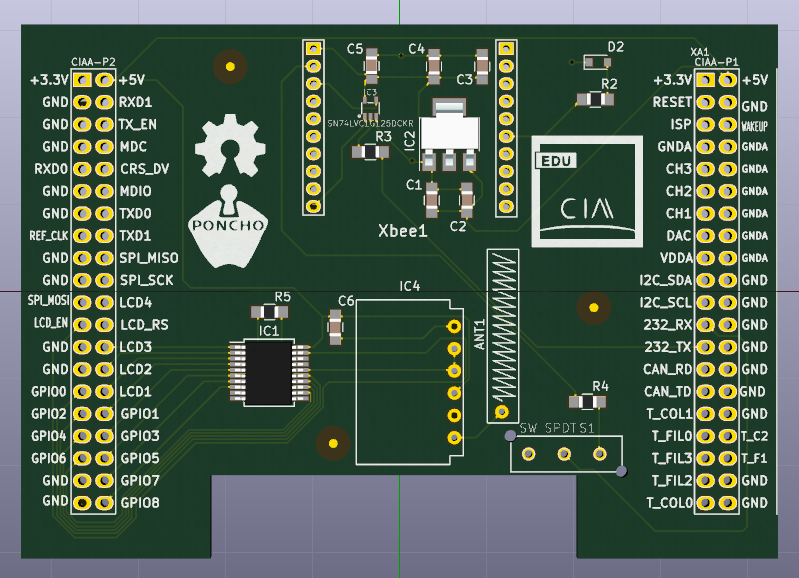 CIAA-P2
+3.3V +5V
GND RXD1
GND TX_EN
GND MDC
RXD0 CRS_DV
GND MDIO
GND TXD0
REF_CLK TXD1
GND SPI_MISO
GND SPI_SCK
SPI_MOSI LCD4
LCD_EN LCD_RS
GND LCD3
GND LCD2
GPIO0 LCD1
GPIO2 GPIO1
GPIO4 GPIO3
GPIO6 GPIO5
GND GPIO7
GND GPIO8
PONCHO
C5
C4
C3
IC3
SN74LVC1G125DCKR
R3
IC2
C1
C2
Xbee1
D2
R2
EDU
CIAA
R5
IC1
C6
IC4
ANT1
R4
SW_SPDTS1
XA1
CIAA-P1
+3.3V +5V
RESET GND
ISP WAKEUP
GNDA GNDA
CH3 GNDA
CH2 GNDA
CH1 GNDA
DAC GNDA
VDDA GNDA
I2C_SDA GND
I2C_SCL GND
232_RX GND
232_TX GND
CAN_RD GND
CAN_TD GND
T_COL1 GND
T_FIL0 T_C2
T_FIL3 T_F1
T_FIL2 GND
T_COL0 GND